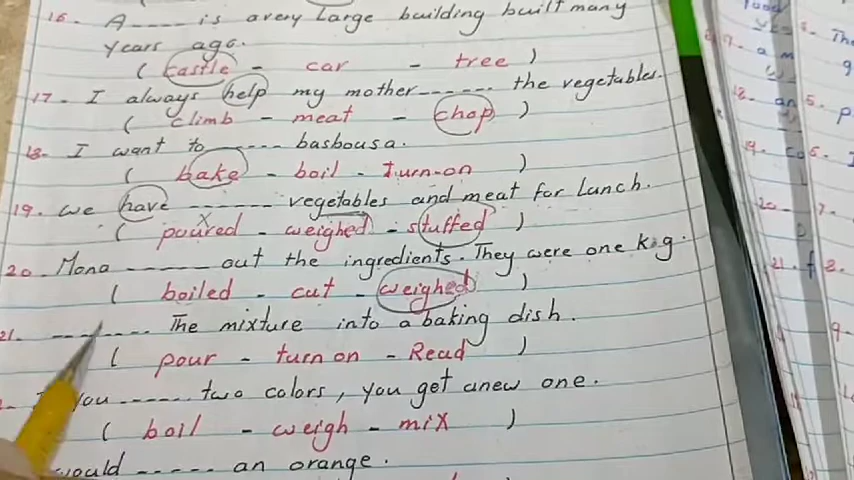 16. A ---- is avery Large building built many
years ago.
( castle - car - tree )
17. I always help my mother ------ the vegetables.
( climb - meat - chop )
18. I want to ----- basbousa.
( bake - boil - turn-on )
19. we have ------- vegetables and meat for Lunch.
( poured - weighed - stuffed )
20. Mona ------- out the ingredients. They were one kg.
( boiled - cut - weighed )
21. ------- The mixture into a baking dish.
( pour - turn on - Read )
you ------ two colors, you get anew one.
( boil - weigh - mix )
would ----- an orange.